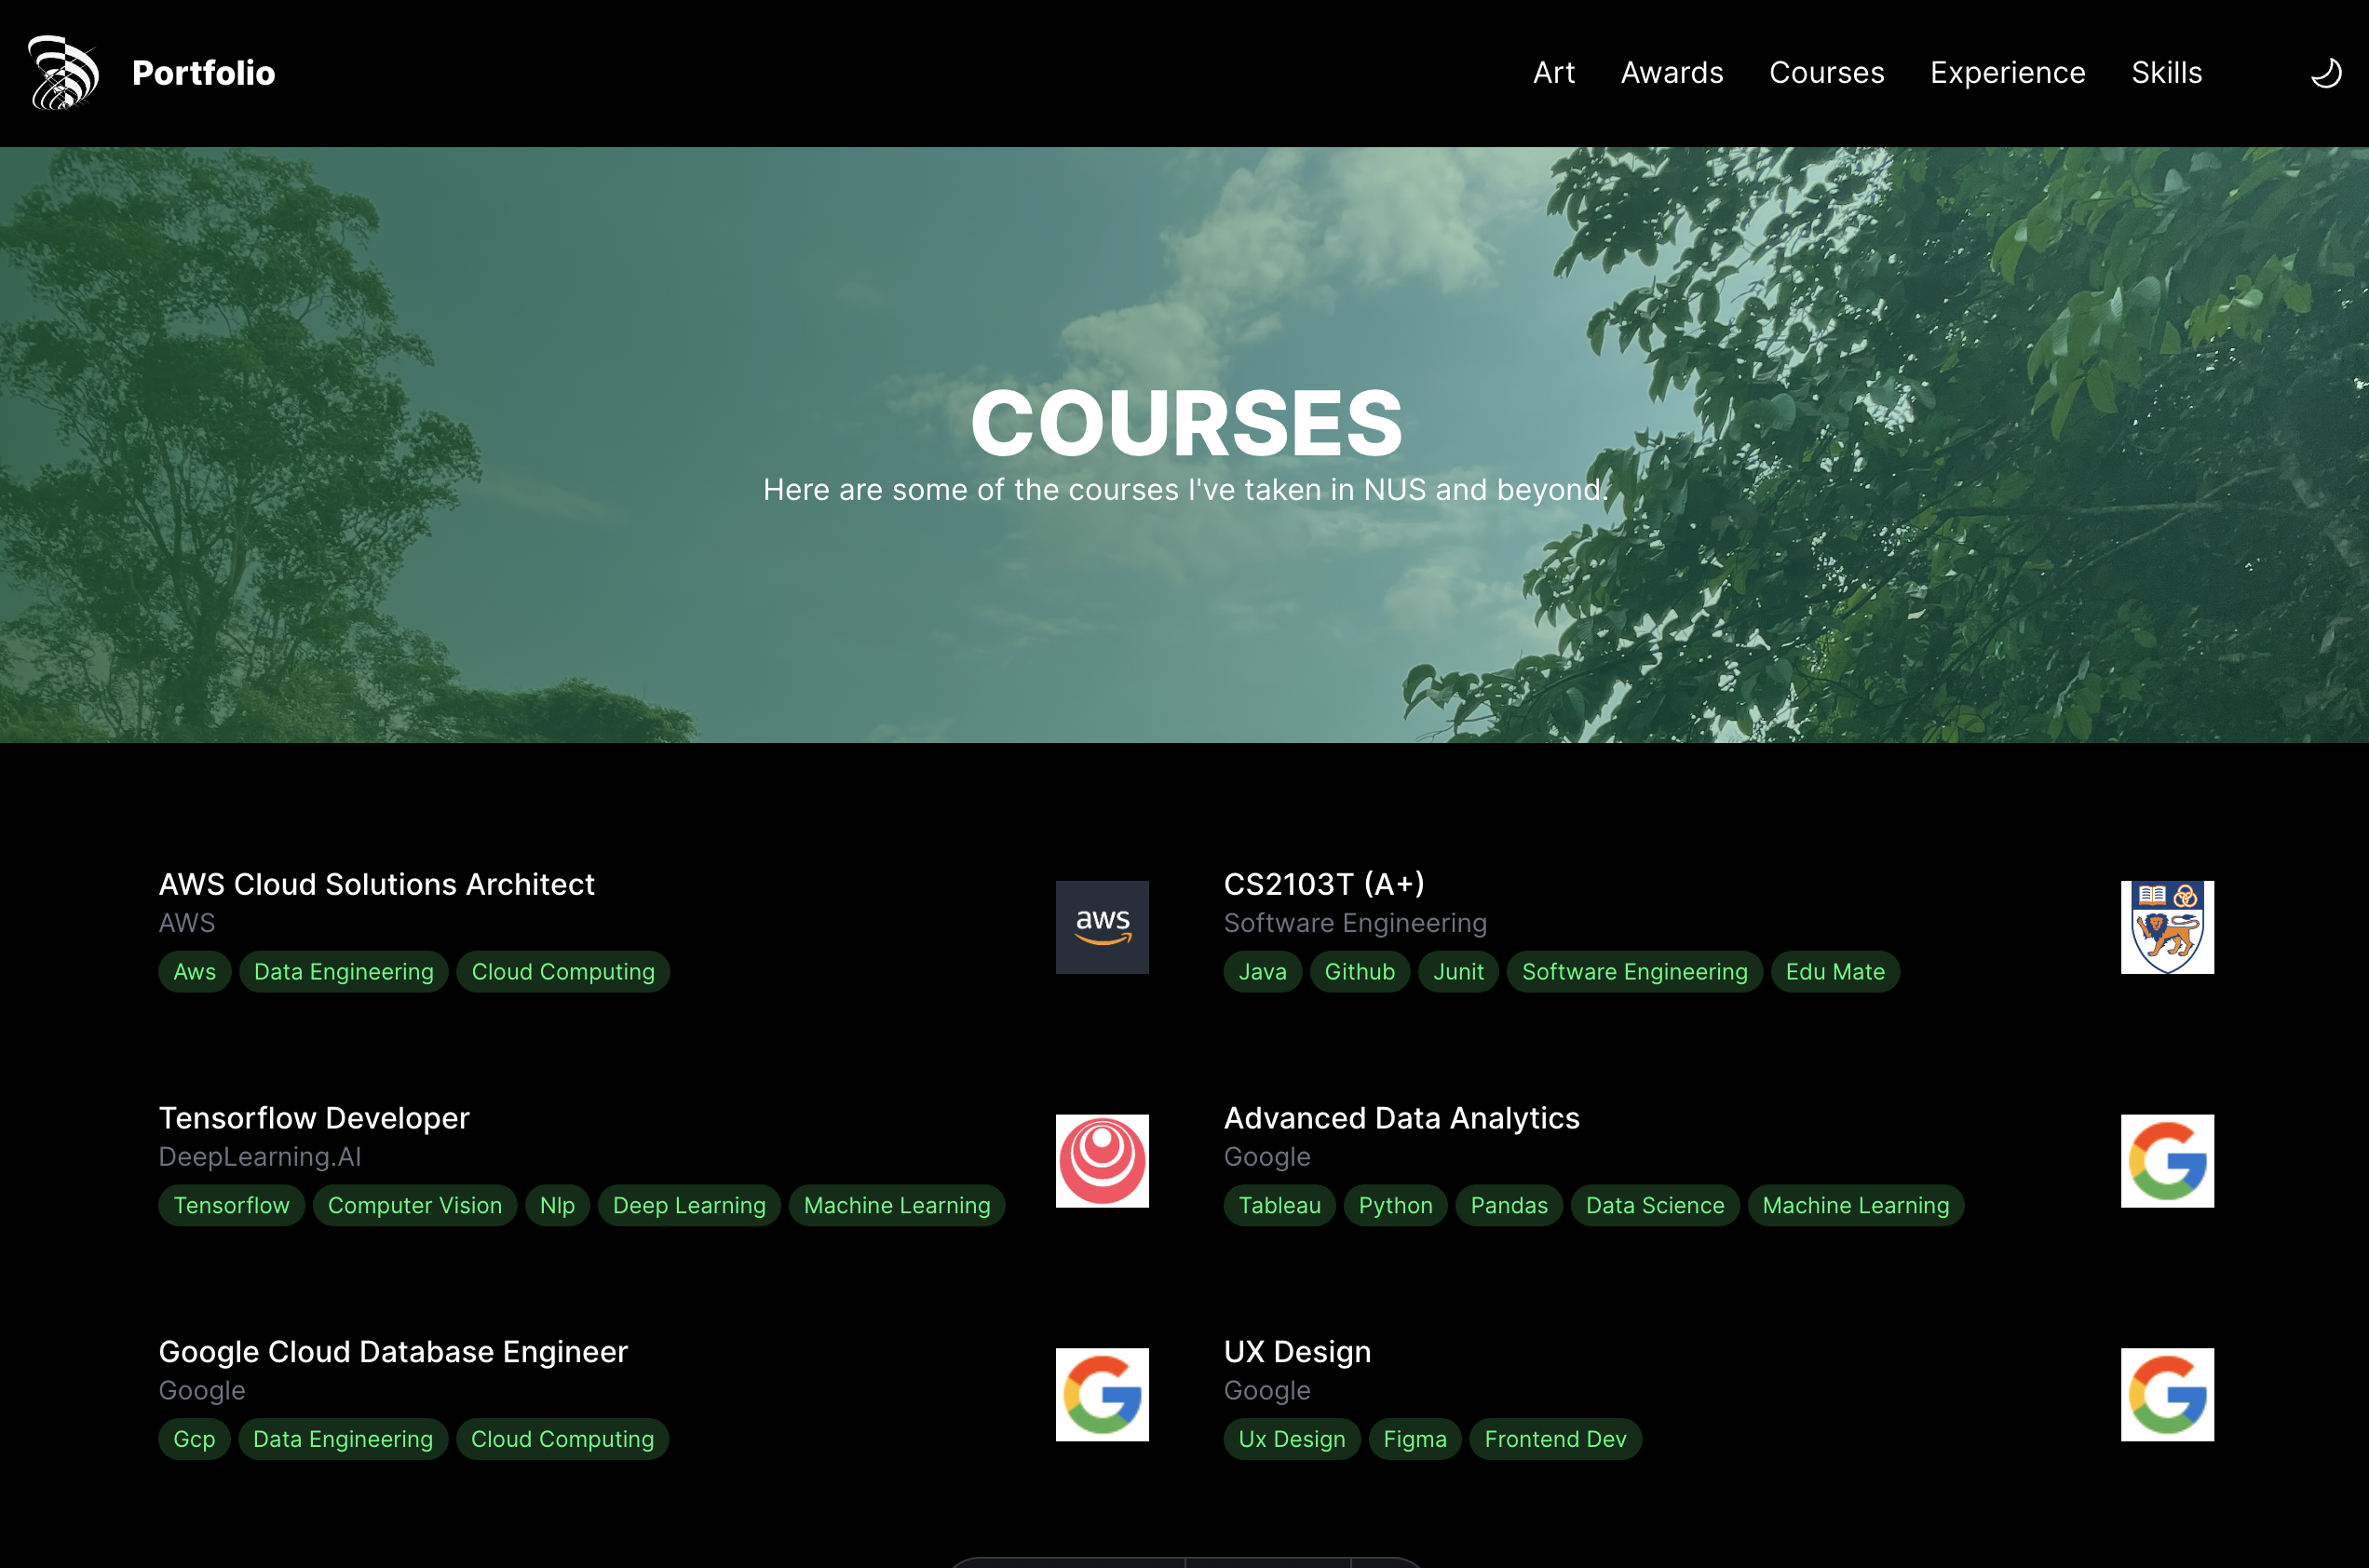 Portfolio
Art Awards Courses Experience Skills
COURSES
Here are some of the courses I've taken in NUS and beyond.
AWS Cloud Solutions Architect
AWS
Aws Data Engineering Cloud Computing
aws
CS2103T (A+)
Software Engineering
Java Github Junit Software Engineering Edu Mate
Tensorflow Developer
DeepLearning.AI
Tensorflow Computer Vision Nlp Deep Learning Machine Learning
Advanced Data Analytics
Google
Tableau Python Pandas Data Science Machine Learning
Google Cloud Database Engineer
Google
Gcp Data Engineering Cloud Computing
UX Design
Google
Ux Design Figma Frontend Dev